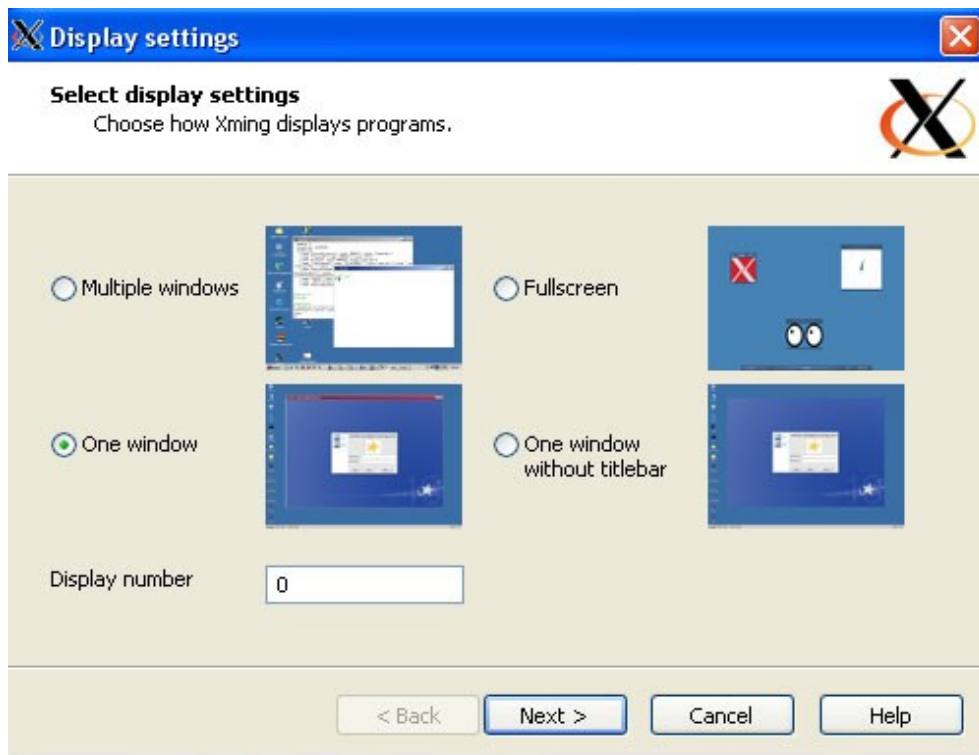 Display settings
Select display settings
Choose how Xming displays programs.
Multiple windows
Fullscreen
One window
One window
without titlebar
Display number
0
< Back
Next >
Cancel
Help